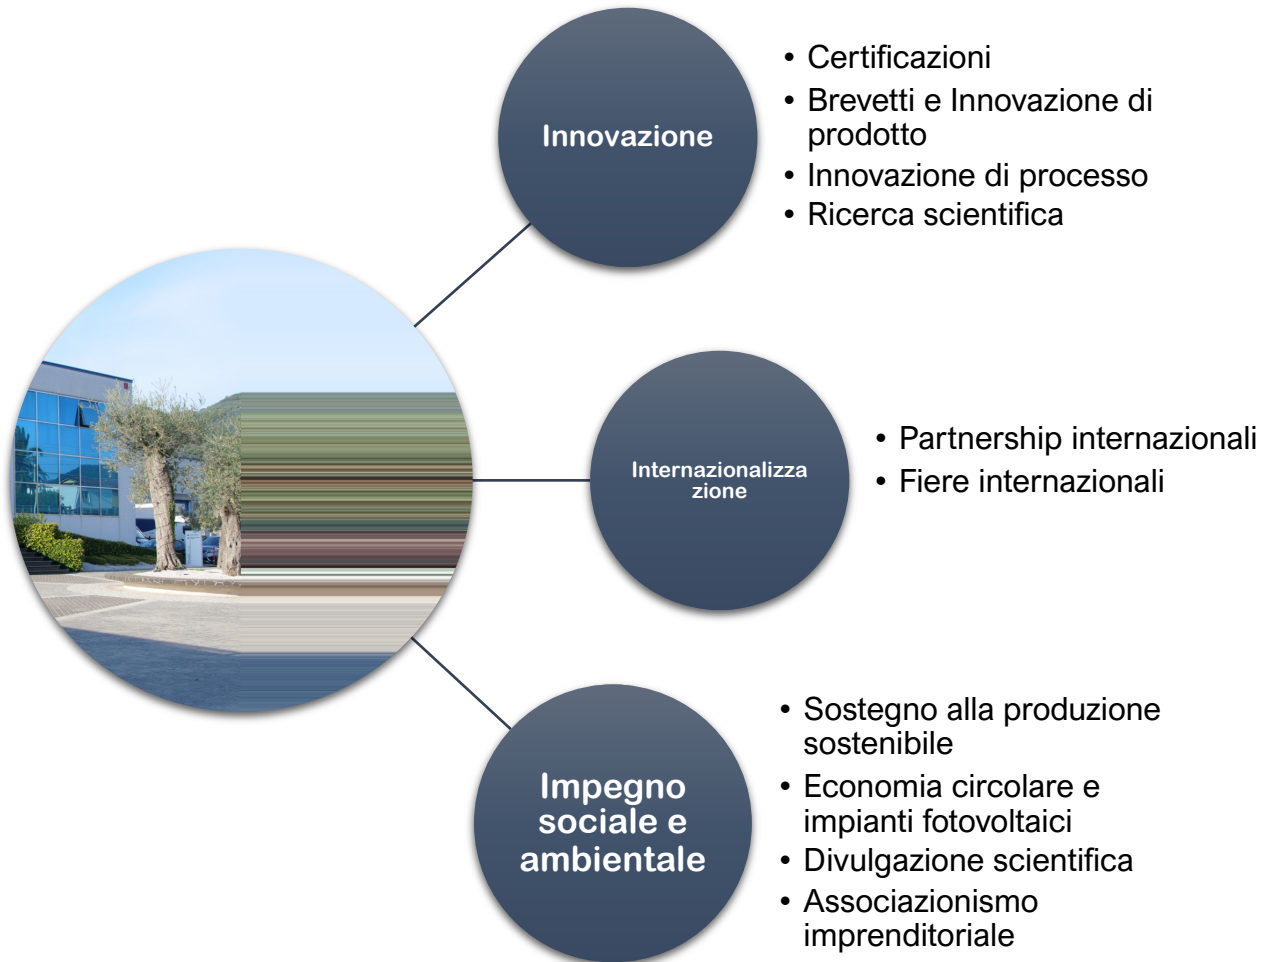 Innovazione
• Certificazioni
• Brevetti e Innovazione di
prodotto
• Innovazione di processo
• Ricerca scientifica
Internazionalizza
zione
• Partnership internazionali
• Fiere internazionali
Impegno
sociale e
ambientale
• Sostegno alla produzione
sostenibile
• Economia circolare e
impianti fotovoltaici
• Divulgazione scientifica
• Associazionismo
imprenditoriale